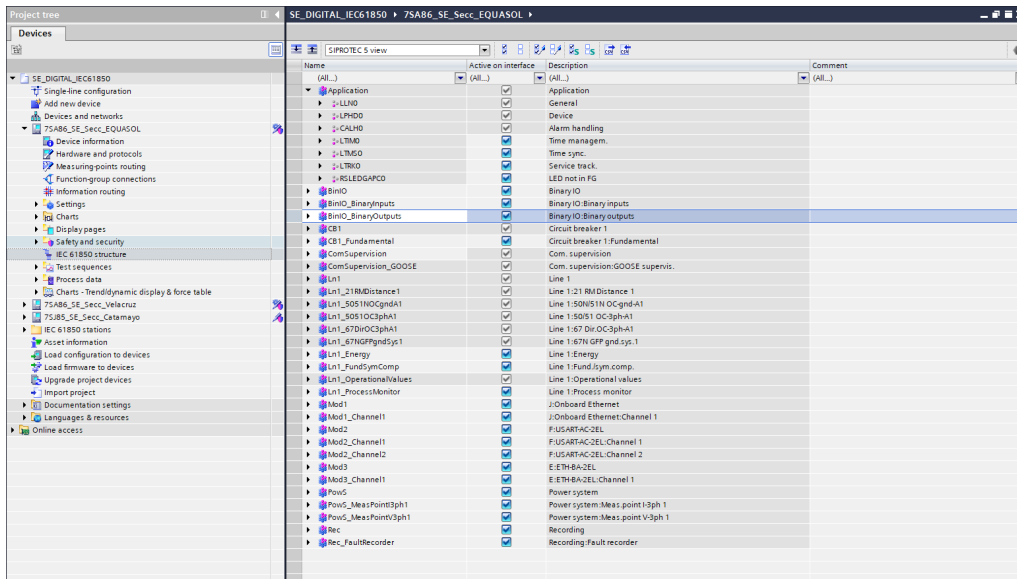 Project tree
Devices
SE_DIGITAL_IEC61850
Single-line configuration
Add new device
Devices and networks
7SA86_SE_Secc_EQUASOL
Device information
Hardware and protocols
Measuring-points routing
Function-group connections
Information routing
Settings
Charts
Display pages
Safety and security
IEC 61850 structure
Test sequences
Process data
Charts - Trend/dynamic display & force table
7SA86_SE_Secc_Velacruz
7SJ85_SE_Secc_Catamayo
IEC 61850 stations
Asset information
Load configuration to devices
Load firmware to devices
Upgrade project devices
Import project
Documentation settings
Languages & resources
Online access
SE_DIGITAL_IEC61850 7SA86_SE_Secc_EQUASOL
SIPROTEC 5 view
Name Active on interface Description Comment
(All...) (All...) (All...) (All...)
Application Application
LLN0 General
LPHD0 Device
CALH0 Alarm handling
LTIM0 Time managem.
LTMS0 Time sync.
LTRK0 Service track.
RSLEDGAPC0 LED not in FG
BinIO Binary IO
BinIO_BinaryInputs Binary IO:Binary inputs
BinIO_BinaryOutputs Binary IO:Binary outputs
CB1 Circuit breaker 1
CB1_Fundamental Circuit breaker 1:Fundamental
ComSupervision Com. supervision
ComSupervision_GOOSE Com. supervision:GOOSE supervis.
Ln1 Line 1
Ln1_21RMDistance1 Line 1:21 RM Distance 1
Ln1_5051NOCgndA1 Line 1:50N/51N OC-gnd-A1
Ln1_5051OC3phA1 Line 1:50/51 OC-3ph-A1
Ln1_67DirOC3phA1 Line 1:67 Dir.OC-3ph-A1
Ln1_67NGFPgndSys1 Line 1:67N GFP gnd.sys.1
Ln1_Energy Line 1:Energy
Ln1_FundSymComp Line 1:Fund./sym.comp.
Ln1_OperationalValues Line 1:Operational values
Ln1_ProcessMonitor Line 1:Process monitor
Mod1 J:Onboard Ethernet
Mod1_Channel1 J:Onboard Ethernet:Channel 1
Mod2 F:USART-AC-2EL
Mod2_Channel1 F:USART-AC-2EL:Channel 1
Mod2_Channel2 F:USART-AC-2EL:Channel 2
Mod3 E:ETH-BA-2EL
Mod3_Channel1 E:ETH-BA-2EL:Channel 1
PowS Power system
PowS_MeasPointI3ph1 Power system:Meas.point I-3ph 1
PowS_MeasPointV3ph1 Power system:Meas.point V-3ph 1
Rec Recording
Rec_FaultRecorder Recording:Fault recorder